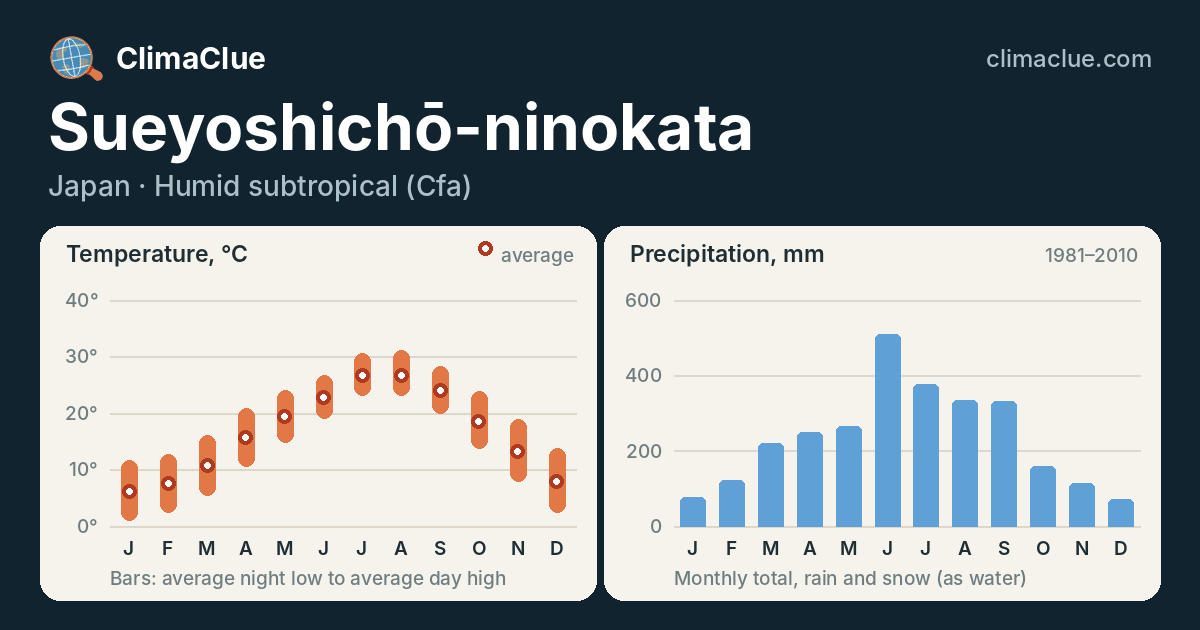 ClimaClue
climaclue.com
Sueyoshichō-ninokata
Japan · Humid subtropical (Cfa)
Temperature, °C
average
40°
30°
20°
10°
0°
J F M A M J J A S O N D
Bars: average night low to average day high
Precipitation, mm
1981–2010
600
400
200
0
J F M A M J J A S O N D
Monthly total, rain and snow (as water)